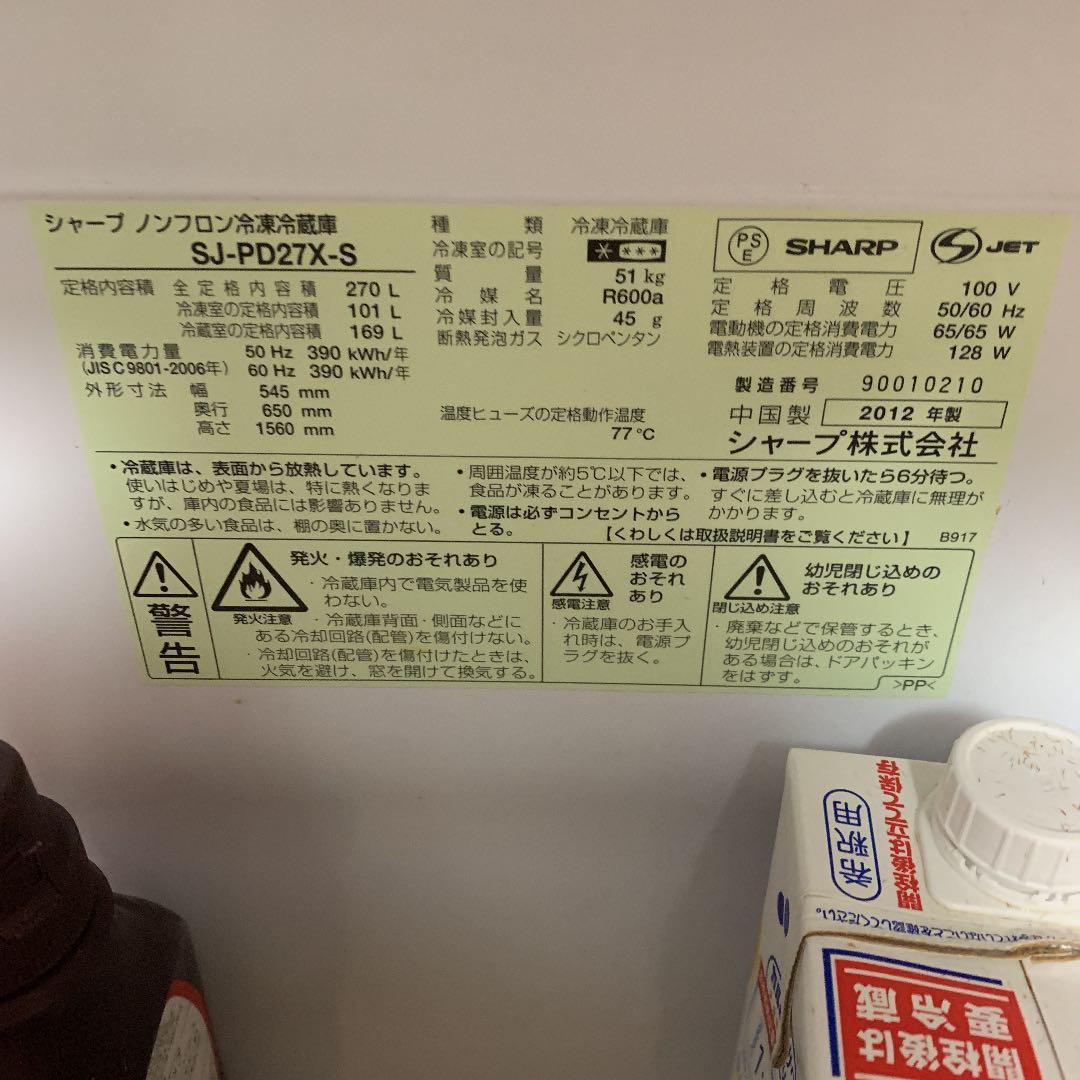 シャープ ノンフロン冷凍冷蔵庫
SJ-PD27X-S
定格内容積 全定格内容積 270 L
冷凍室の定格内容積 101 L
冷蔵室の定格内容積 169 L
消費電力量 50 Hz 390 kWh/年
(JIS C 9801-2006年) 60 Hz 390 kWh/年
外形寸法 幅 545 mm
奥行 650 mm
高さ 1560 mm
種類 冷凍冷蔵庫
冷凍室の記号 * ***
質量 51 kg
冷媒名 R600a
冷媒封入量 45 g
断熱発泡ガス シクロペンタン
温度ヒューズの定格動作温度
77℃
PS
E
SHARP
S JET
定格電圧 100 V
定格周波数 50/60 Hz
電動機の定格消費電力 65/65 W
電熱装置の定格消費電力 128 W
製造番号 90010210
中国製 2012 年製
シャープ株式会社
・冷蔵庫は、表面から放熱しています。
使いはじめや夏場は、特に熱くなりま
すが、庫内の食品には影響ありません。
・水気の多い食品は、棚の奥に置かない。
・周囲温度が約5℃以下では、
食品が凍ることがあります。
・電源は必ずコンセントから
とる。
・電源プラグを抜いたら6分待つ。
すぐに差し込むと冷蔵庫に無理が
かかります。
【くわしくは取扱説明書をご覧ください】 B917
警告
発火注意
発火・爆発のおそれあり
・冷蔵庫内で電気製品を使
わない。
・冷蔵庫背面・側面などに
ある冷却回路(配管)を傷付けない。
・冷却回路(配管)を傷付けたときは、
火気を避け、窓を開けて換気する。
感電注意
感電の
おそれ
あり
・冷蔵庫のお手入
れ時は、電源プ
ラグを抜く。
閉じ込め注意
幼児閉じ込めの
おそれあり
・廃棄などで保管するとき、
幼児閉じ込めのおそれが
ある場合は、ドアパッキン
をはずす。
>PP<
希釈用
開栓後は立てて保存
開栓後は
要冷蔵